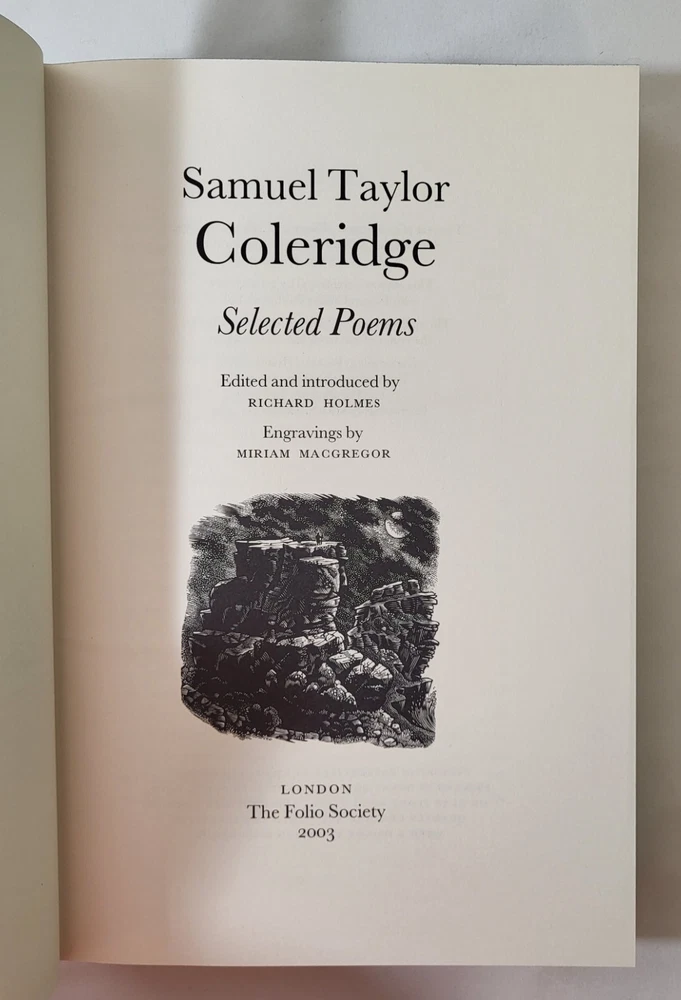 Samuel Taylor
Coleridge
Selected Poems
Edited and introduced by
RICHARD HOLMES
Engravings by
MIRIAM MACGREGOR
LONDON
The Folio Society
2003